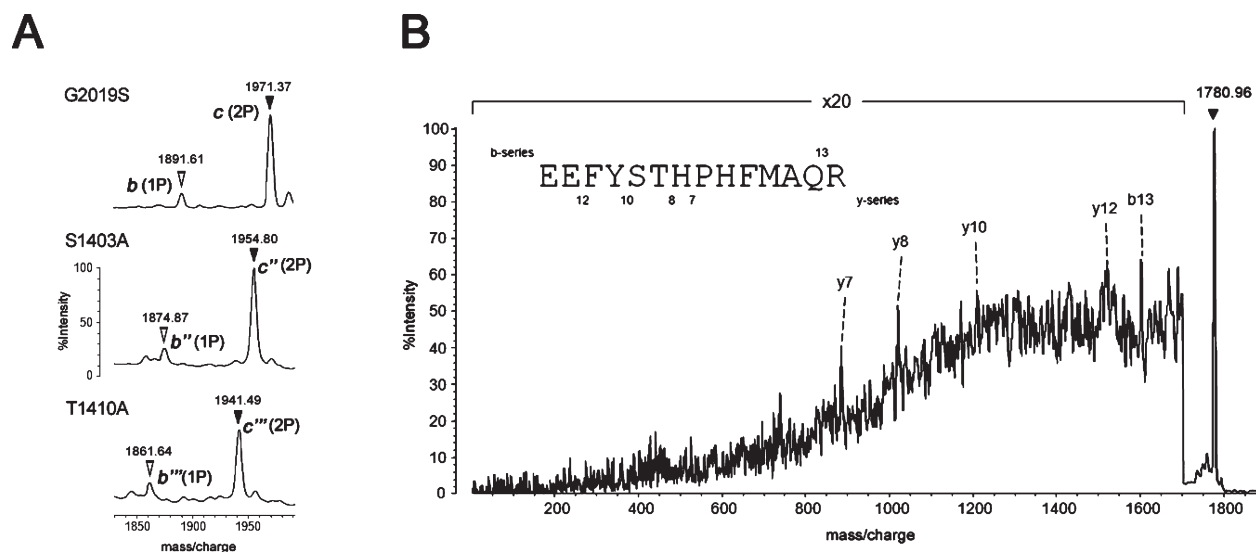 A
G2019S
1971.37
c (2P)
1891.61
b (1P)
S1403A
1954.80
c'' (2P)
100
1874.87
b'' (1P)
50
%Intensity
0
T1410A
1941.49
c''' (2P)
1861.64
b''' (1P)
1850 1900 1950
mass/charge
B
x20
1780.96
100
90
80
70
60
50
40
30
20
10
0
%Intensity
b-series
13
EEFYSTHPHFMAQR
12 10 8 7
y-series
y7
y8
y10
y12
b13
200 400 600 800 1000 1200 1400 1600 1800
mass/charge